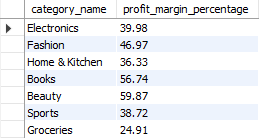 category_name profit_margin_percentage
Electronics 39.98
Fashion 46.97
Home & Kitchen 36.33
Books 56.74
Beauty 59.87
Sports 38.72
Groceries 24.91